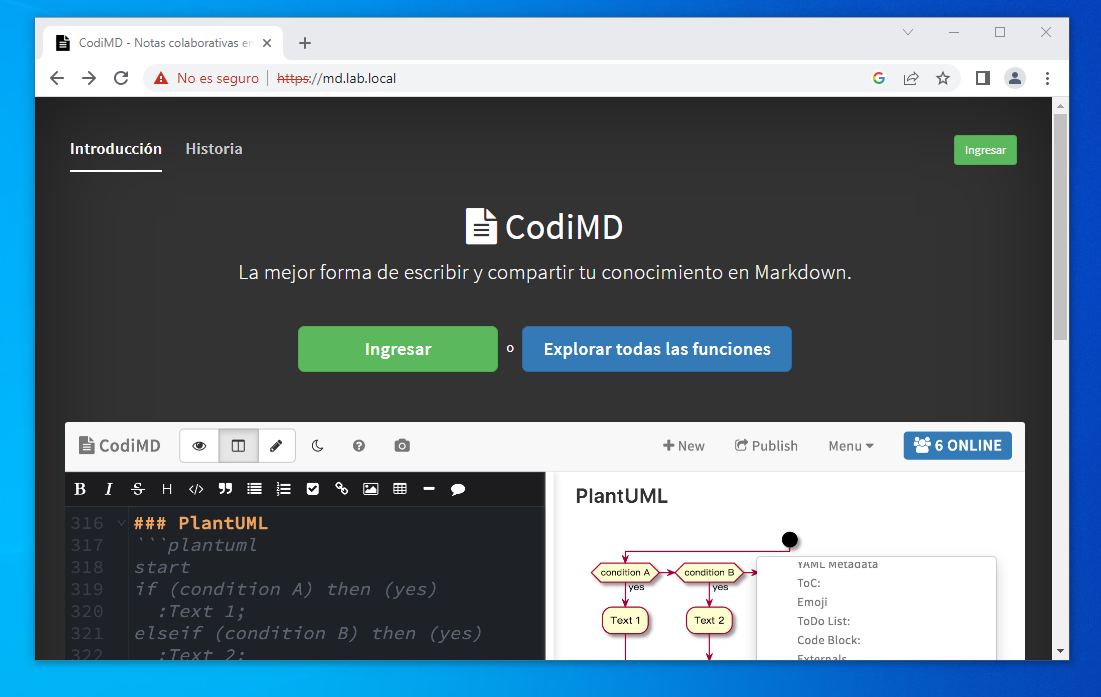 CodiMD - Notas colaborativas en
No es seguro
https://md.lab.local
Introducción
Historia
Ingresar
CodiMD
La mejor forma de escribir y compartir tu conocimiento en Markdown.
Ingresar
o
Explorar todas las funciones
CodiMD
New
Publish
Menu
6 ONLINE
B I S H </>
316 ### PlantUML
317 ```plantuml
318 start
319 if (condition A) then (yes)
320 :Text 1;
321 elseif (condition B) then (yes)
322 :Text 2;
PlantUML
condition A
condition B
yes
yes
Text 1
Text 2
YAML Metadata
ToC:
Emoji
ToDo List:
Code Block:
Externals